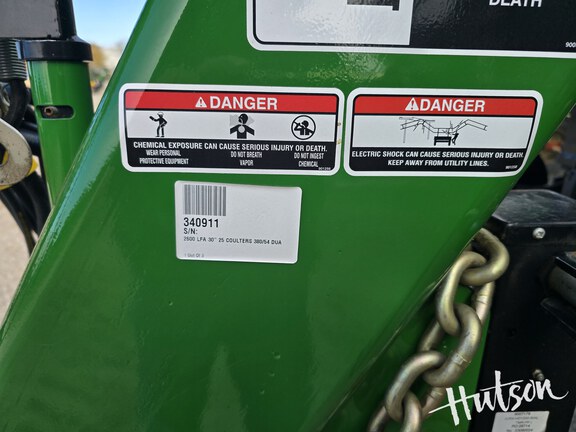 DEATH
DANGER
CHEMICAL EXPOSURE CAN CAUSE SERIOUS INJURY OR DEATH.
WEAR PERSONAL PROTECTIVE EQUIPMENT
DO NOT BREATH VAPOR
DO NOT INGEST CHEMICAL
DANGER
ELECTRIC SHOCK CAN CAUSE SERIOUS INJURY OR DEATH.
KEEP AWAY FROM UTILITY LINES.
340911
S/N:
2800 LFA 30" 25 COULTERS 380/54 DUA
Hutson